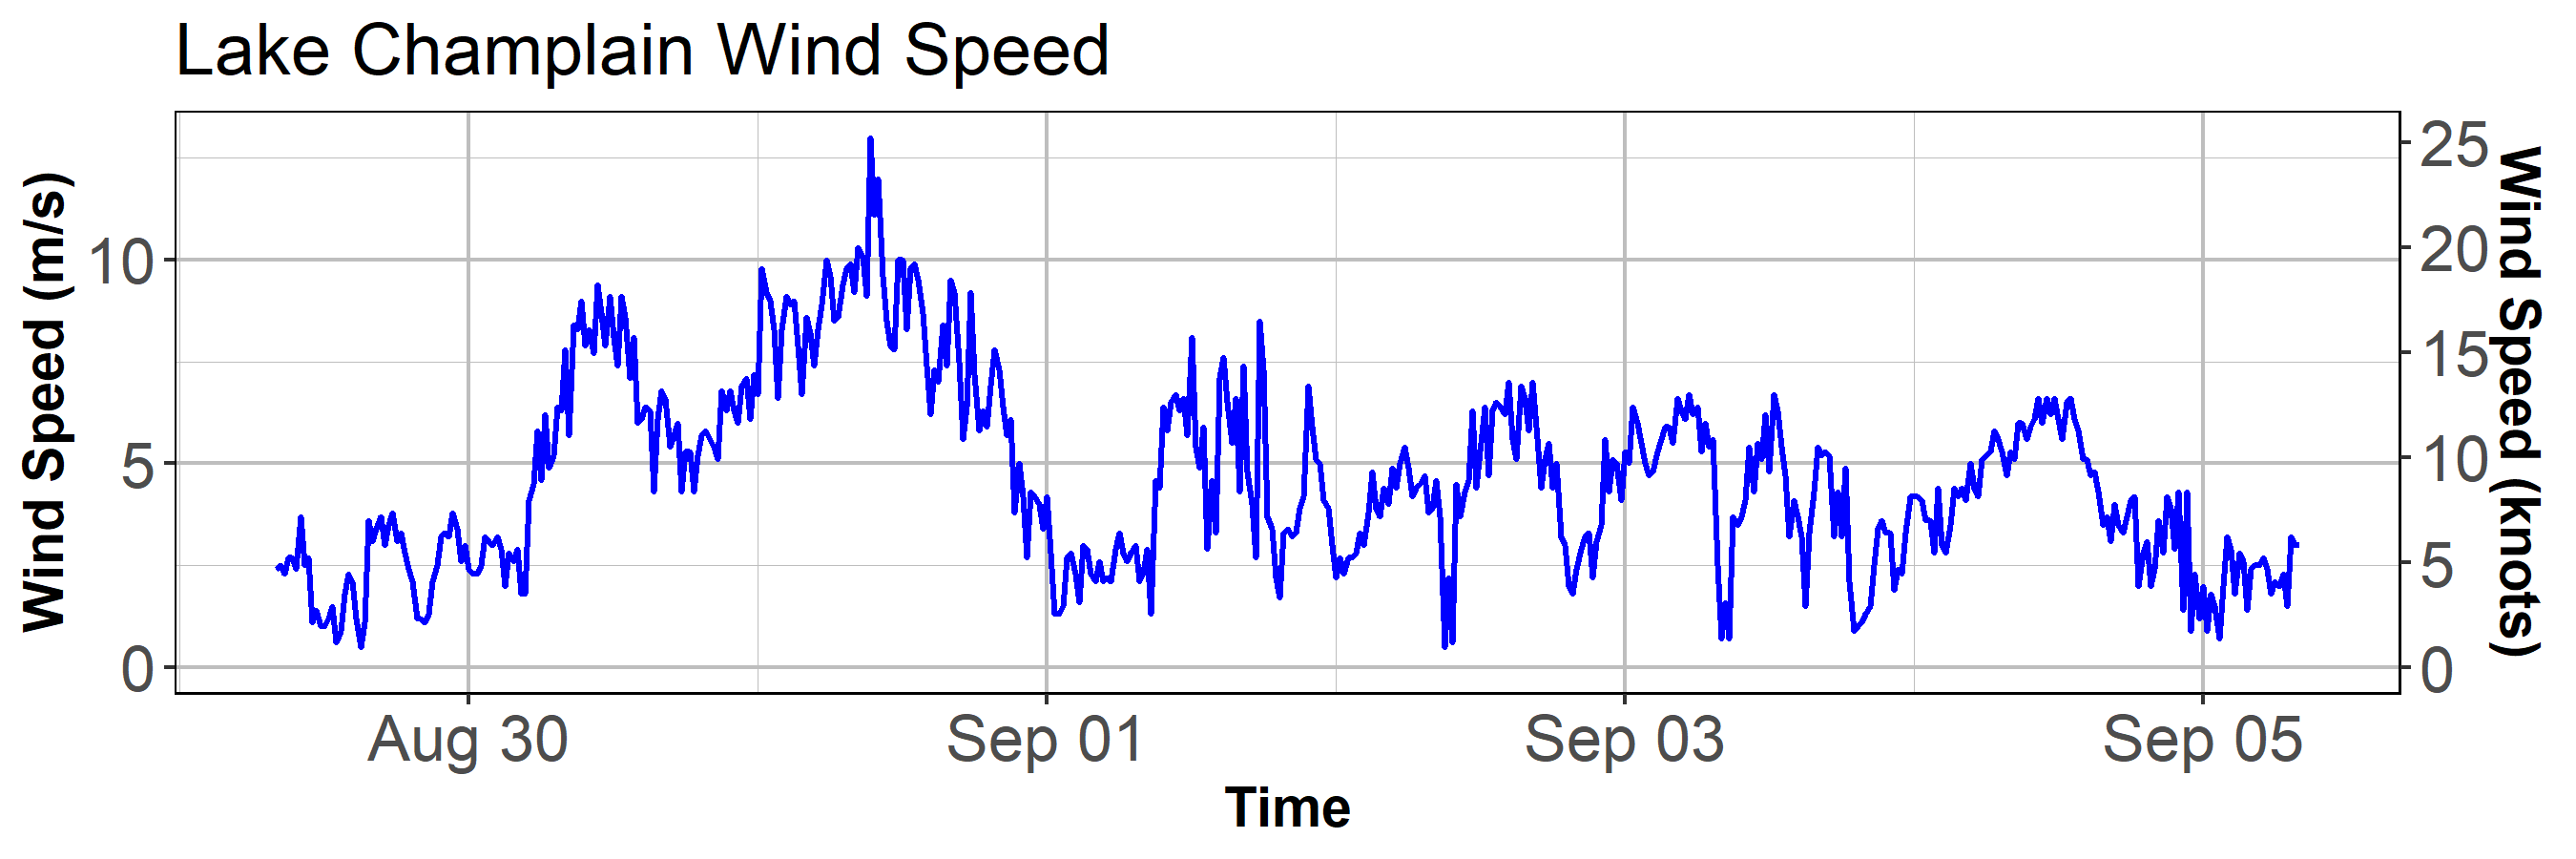 Lake Champlain Wind Speed
Wind Speed (m/s)
10
5
0
25
20
15
10
5
0
Wind Speed (knots)
Aug 30 Sep 01 Sep 03 Sep 05
Time